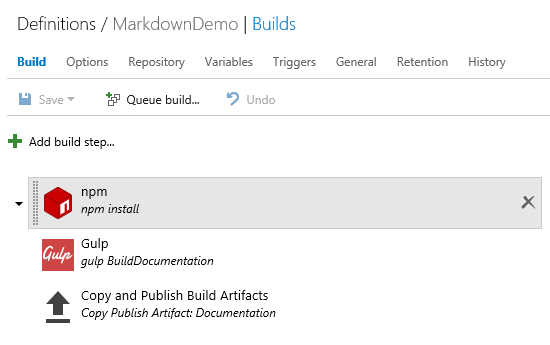 Definitions / MarkdownDemo | Builds
Build Options Repository Variables Triggers General Retention History
Save Queue build... Undo
Add build step...
npm
npm install
Gulp
Gulp
gulp BuildDocumentation
Copy and Publish Build Artifacts
Copy Publish Artifact: Documentation